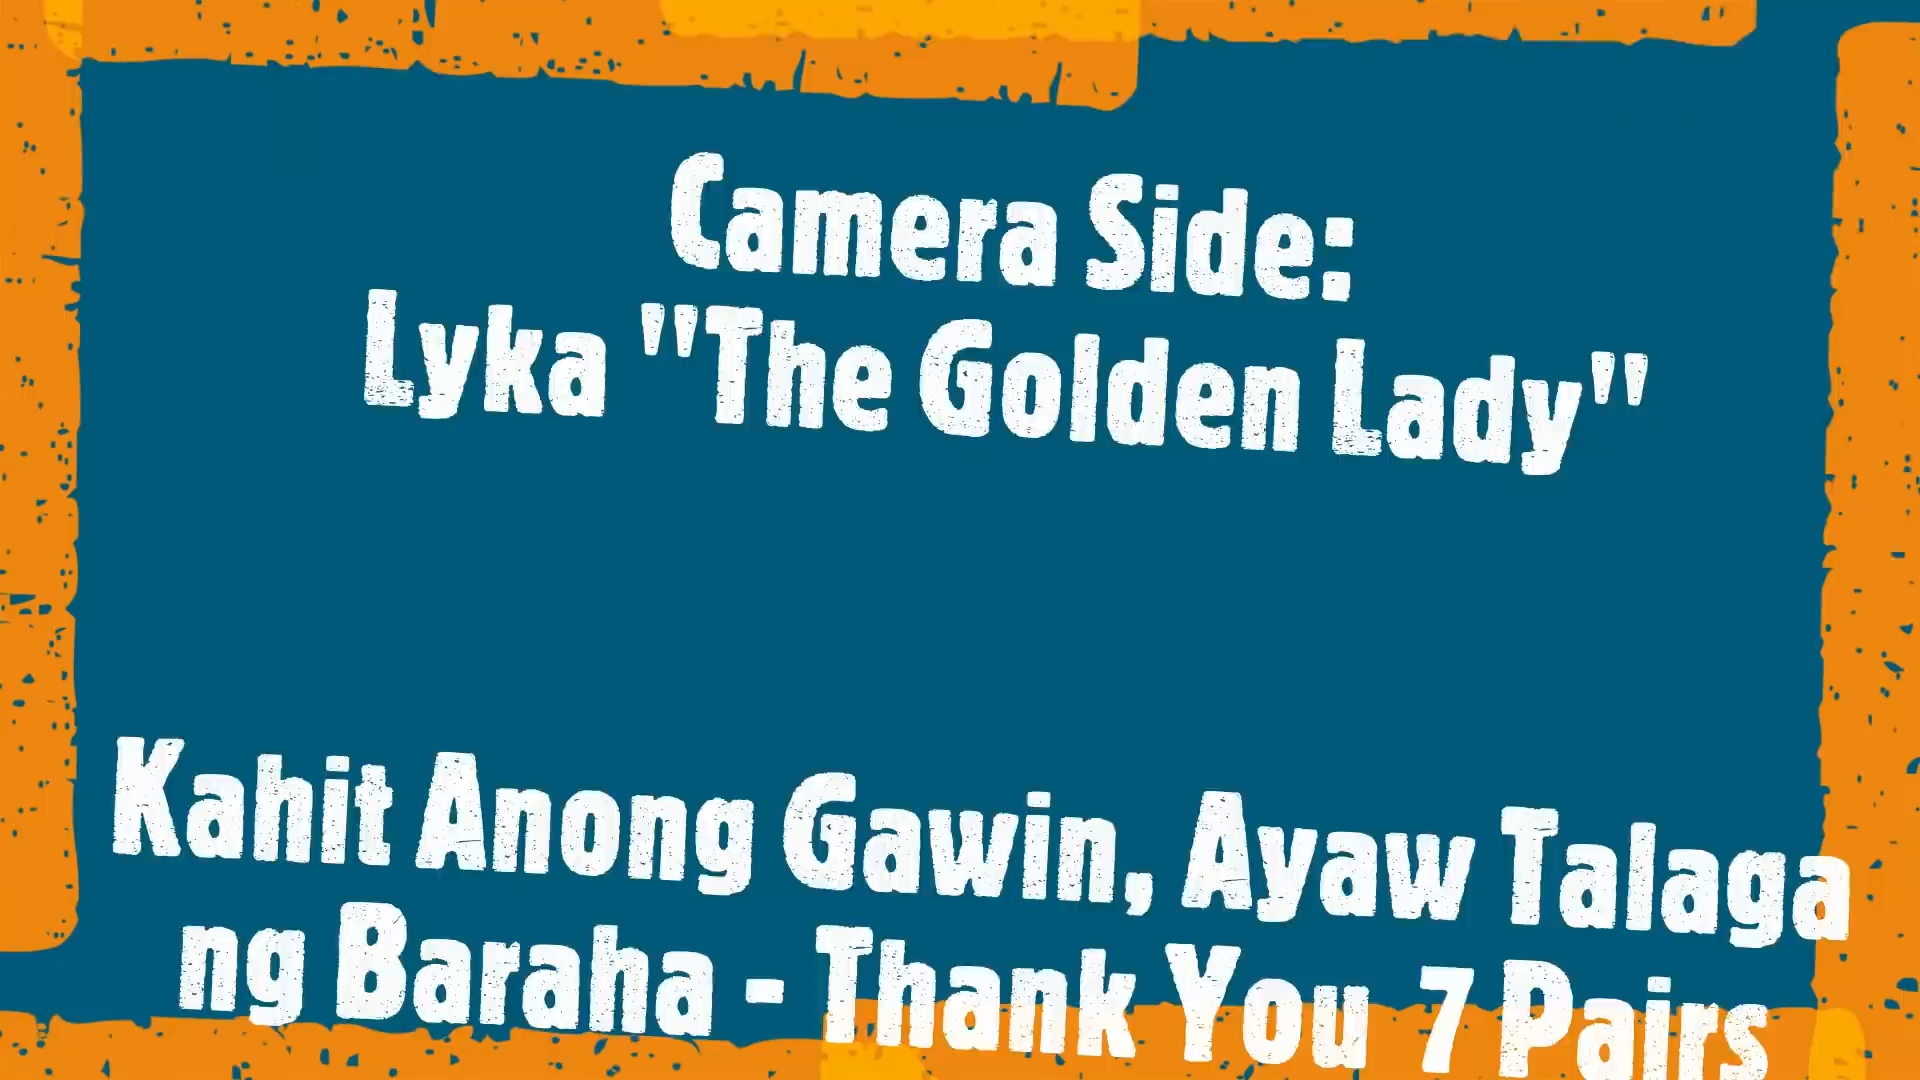 Camera Side:
Lyka "The Golden Lady"
Kahit Anong Gawin, Ayaw Talaga
ng Baraha - Thank You 7 Pairs